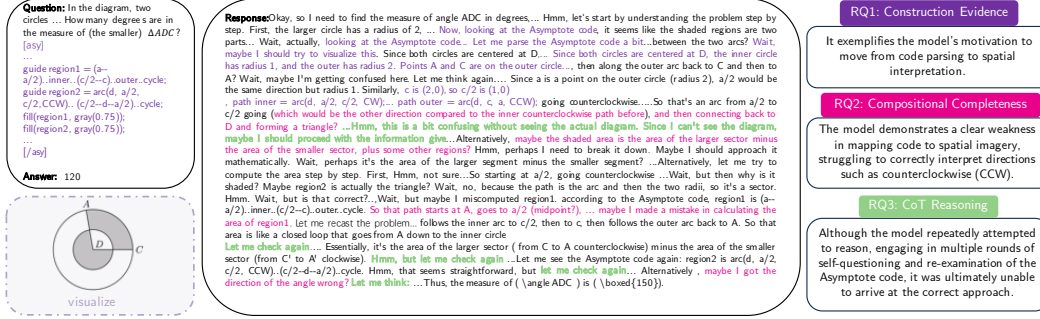 Question: In the diagram, two
circles ... How many degrees are in
the measure of (the smaller) ΔADC?
[asy]
...
guide region1 = (a--
a/2)..inner..(c/2--c)..outer..cycle;
guide region2 = arc(d, a/2,
c/2,CCW).. (c/2--d--a/2)..cycle;
fill(region1, gray(0.75));
fill(region2, gray(0.75));
...
[/asy]
Answer: 120
A
D
C
visualize
Response:Okay, so I need to find the measure of angle ADC in degrees,... Hmm, let's start by understanding the problem step by
step. First, the larger circle has a radius of 2, ... Now, looking at the Asymptote code, it seems like the shaded regions are two
parts... Wait, actually, looking at the Asymptote code... Let me parse the Asymptote code a bit...between the two arcs? Wait,
maybe I should try to visualize this. Since both circles are centered at D,... Since both circles are centered at D, the inner circle
has radius 1, and the outer has radius 2. Points A and C are on the outer circle..., then along the outer arc back to C and then to
A? Wait, maybe I'm getting confused here. Let me think again.... Since a is a point on the outer circle (radius 2), a/2 would be
the same direction but radius 1. Similarly, c is (2,0), so c/2 is (1,0)
, path inner = arc(d, a/2, c/2, CW);... path outer = arc(d, c, a, CCW); going counterclockwise.....So that's an arc from a/2 to
c/2 going (which would be the other direction compared to the inner counterclockwise path before), and then connecting back to
D and forming a triangle? ...Hmm, this is a bit confusing without seeing the actual diagram. Since I can't see the diagram,
maybe I should proceed with the information give...Alternatively, maybe the shaded area is the area of the larger sector minus
the area of the smaller sector, plus some other regions? Hmm, perhaps I need to break it down. Maybe I should approach it
mathematically. Wait, perhaps it's the area of the larger segment minus the smaller segment? ...Alternatively, let me try to
compute the area step by step. First, Hmm, not sure...So starting at a/2, going counterclockwise ...Wait, but then why is it
shaded? Maybe region2 is actually the triangle? Wait, no, because the path is the arc and then the two radii, so it's a sector.
Hmm. Wait, but is that correct?..,Wait, but maybe I miscomputed region1. according to the Asymptote code, region1 is (a--
a/2)..inner..(c/2--c)..outer..cycle. So that path starts at A, goes to a/2 (midpoint?), ... maybe I made a mistake in calculating the
area of region1. Let me recast the problem... follows the inner arc to c/2, then to c, then follows the outer arc back to A. So that
area is like a closed loop that goes from A down to the inner circle
Let me check again.... Essentially, it's the area of the larger sector ( from C to A counterclockwise) minus the area of the smaller
sector (from C' to A' clockwise). Hmm, but let me check again ...Let me see the Asymptote code again: region2 is arc(d, a/2,
c/2, CCW)..(c/2--d--a/2)..cycle. Hmm, that seems straightforward, but let me check again... Alternatively , maybe I got the
direction of the angle wrong? Let me think: ...Thus, the measure of ( \angle ADC ) is ( \boxed{150}).
RQ1: Construction Evidence
It exemplifies the model's motivation to
move from code parsing to spatial
interpretation.
RQ2: Compositional Completeness
The model demonstrates a clear weakness
in mapping code to spatial imagery,
struggling to correctly interpret directions
such as counterclockwise (CCW).
RQ3: CoT Reasoning
Although the model repeatedly attempted
to reason, engaging in multiple rounds of
self-questioning and re-examination of the
Asymptote code, it was ultimately unable
to arrive at the correct approach.